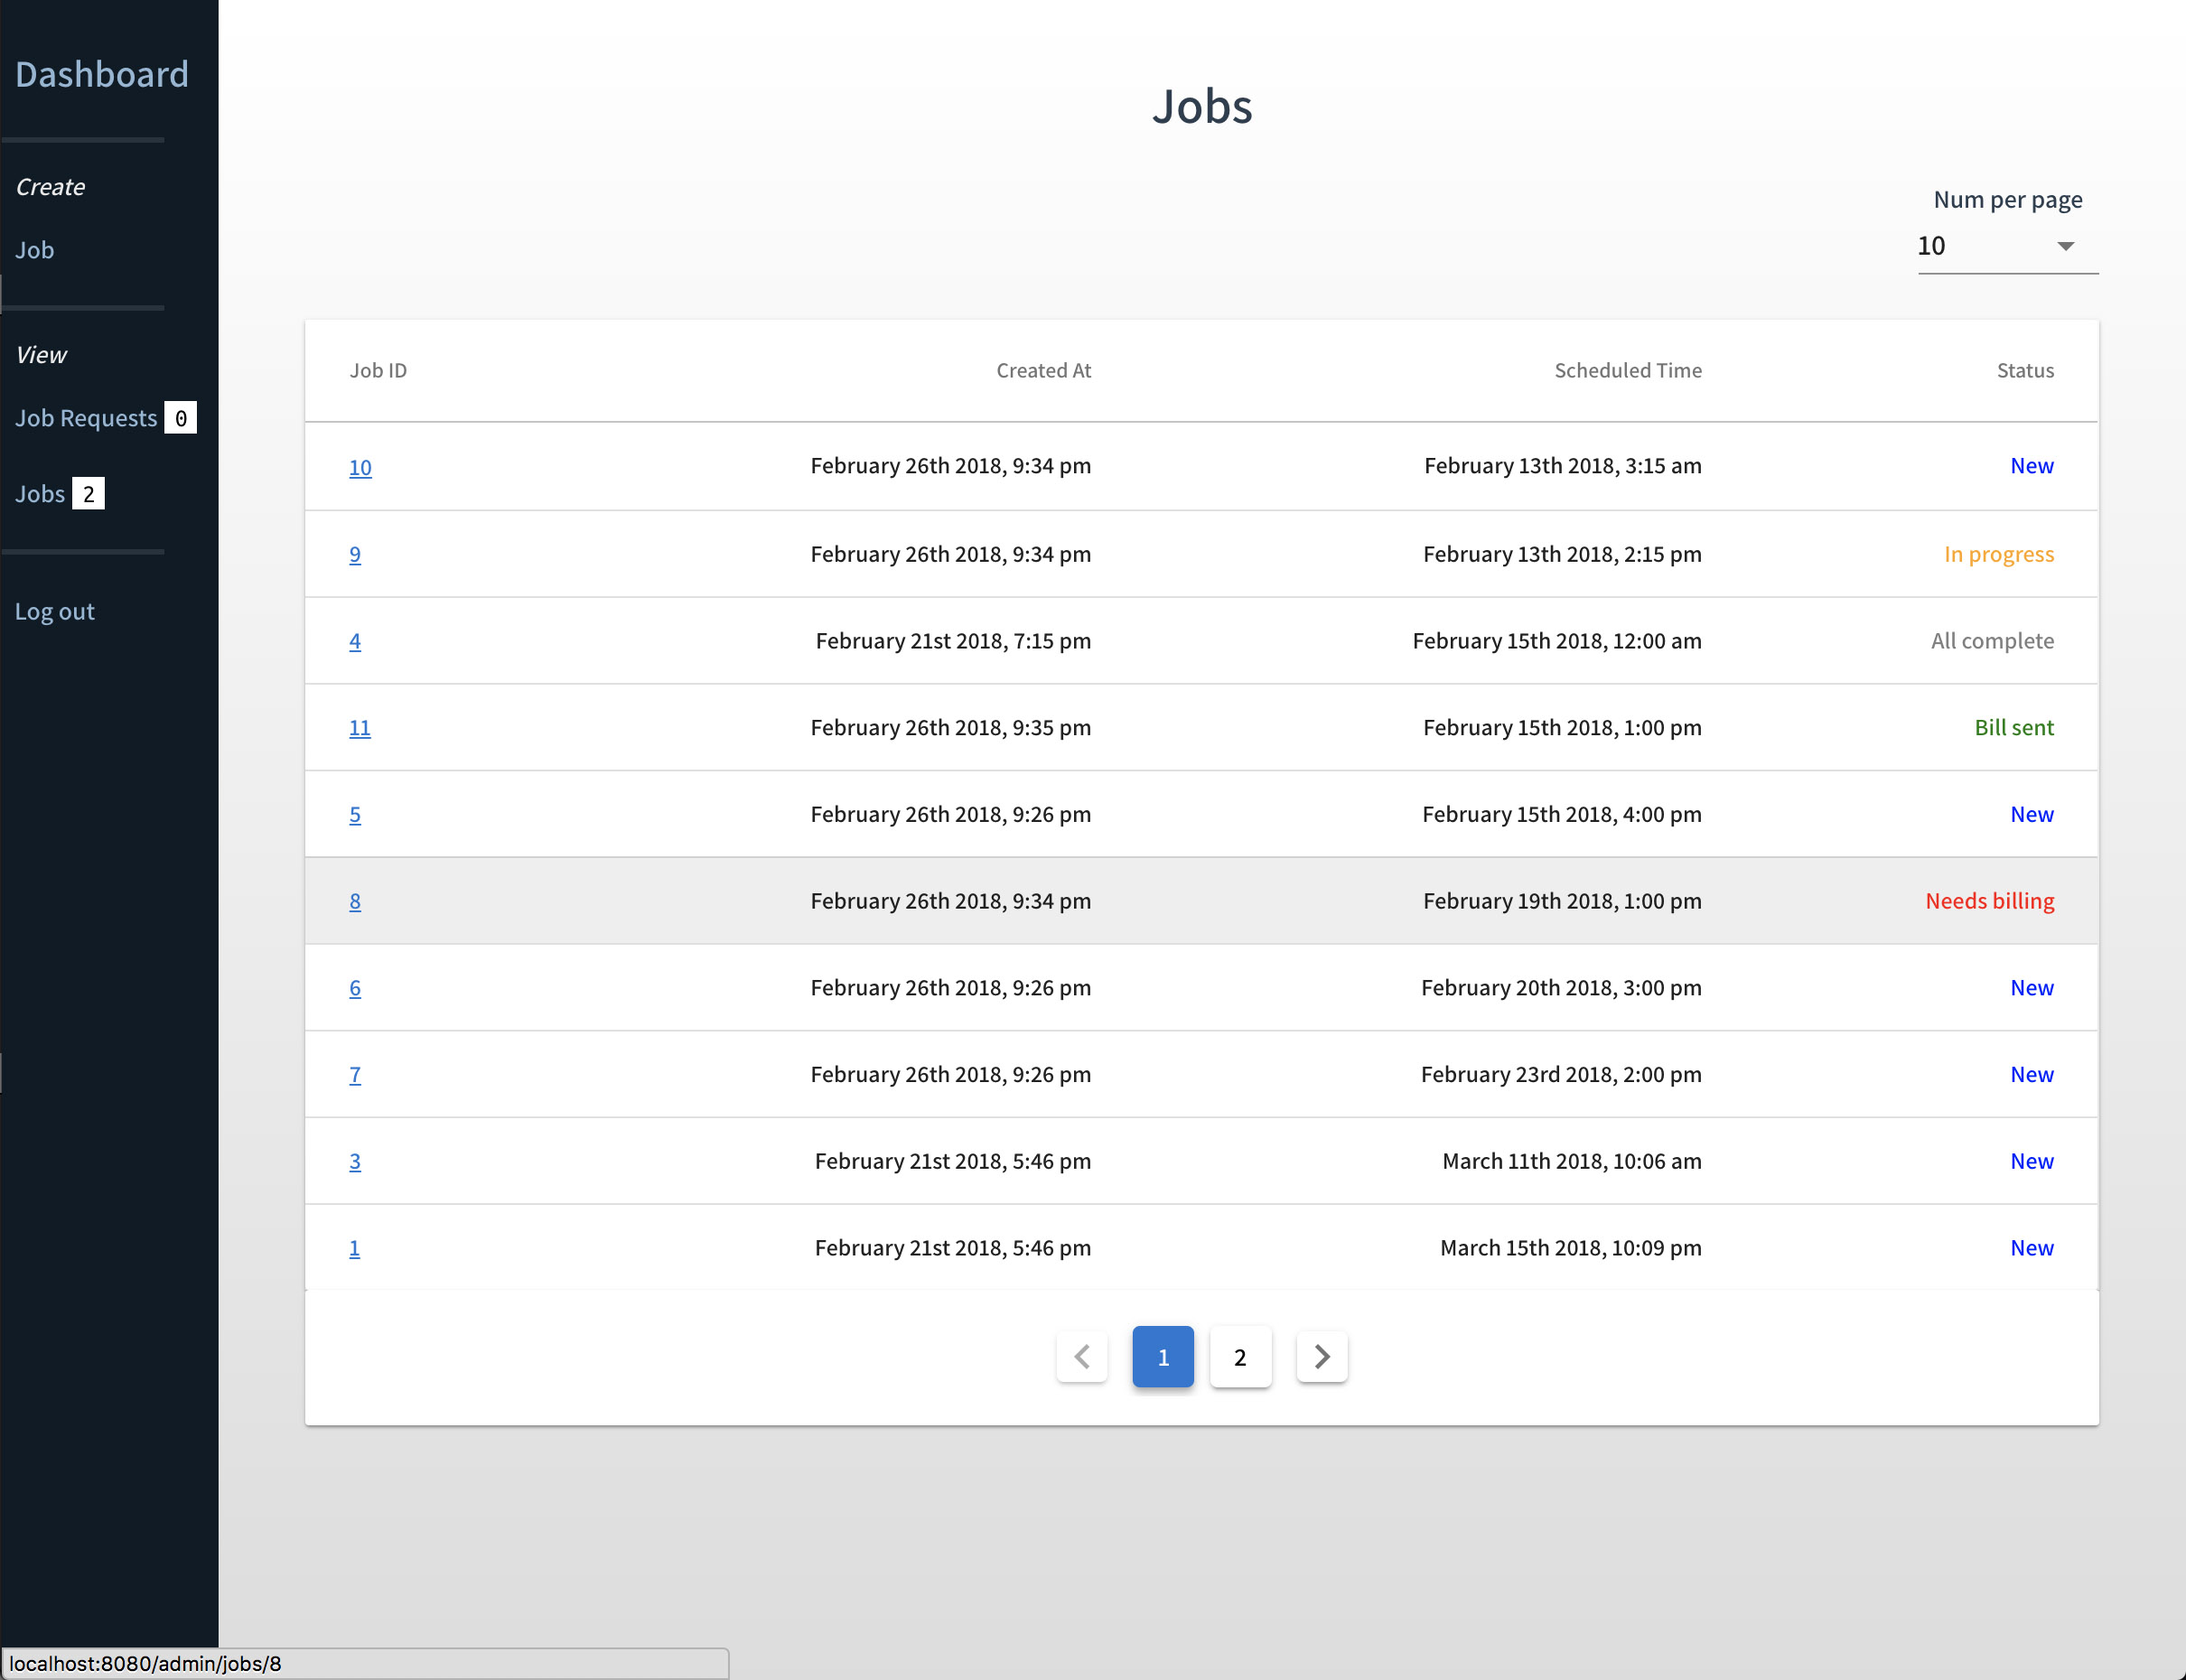 Dashboard
Create
Job
View
Job Requests 0
Jobs 2
Log out
Jobs
Num per page
10
Job ID Created At Scheduled Time Status
10 February 26th 2018, 9:34 pm February 13th 2018, 3:15 am New
9 February 26th 2018, 9:34 pm February 13th 2018, 2:15 pm In progress
4 February 21st 2018, 7:15 pm February 15th 2018, 12:00 am All complete
11 February 26th 2018, 9:35 pm February 15th 2018, 1:00 pm Bill sent
5 February 26th 2018, 9:26 pm February 15th 2018, 4:00 pm New
8 February 26th 2018, 9:34 pm February 19th 2018, 1:00 pm Needs billing
6 February 26th 2018, 9:26 pm February 20th 2018, 3:00 pm New
7 February 26th 2018, 9:26 pm February 23rd 2018, 2:00 pm New
3 February 21st 2018, 5:46 pm March 11th 2018, 10:06 am New
1 February 21st 2018, 5:46 pm March 15th 2018, 10:09 pm New
1 2
localhost:8080/admin/jobs/8